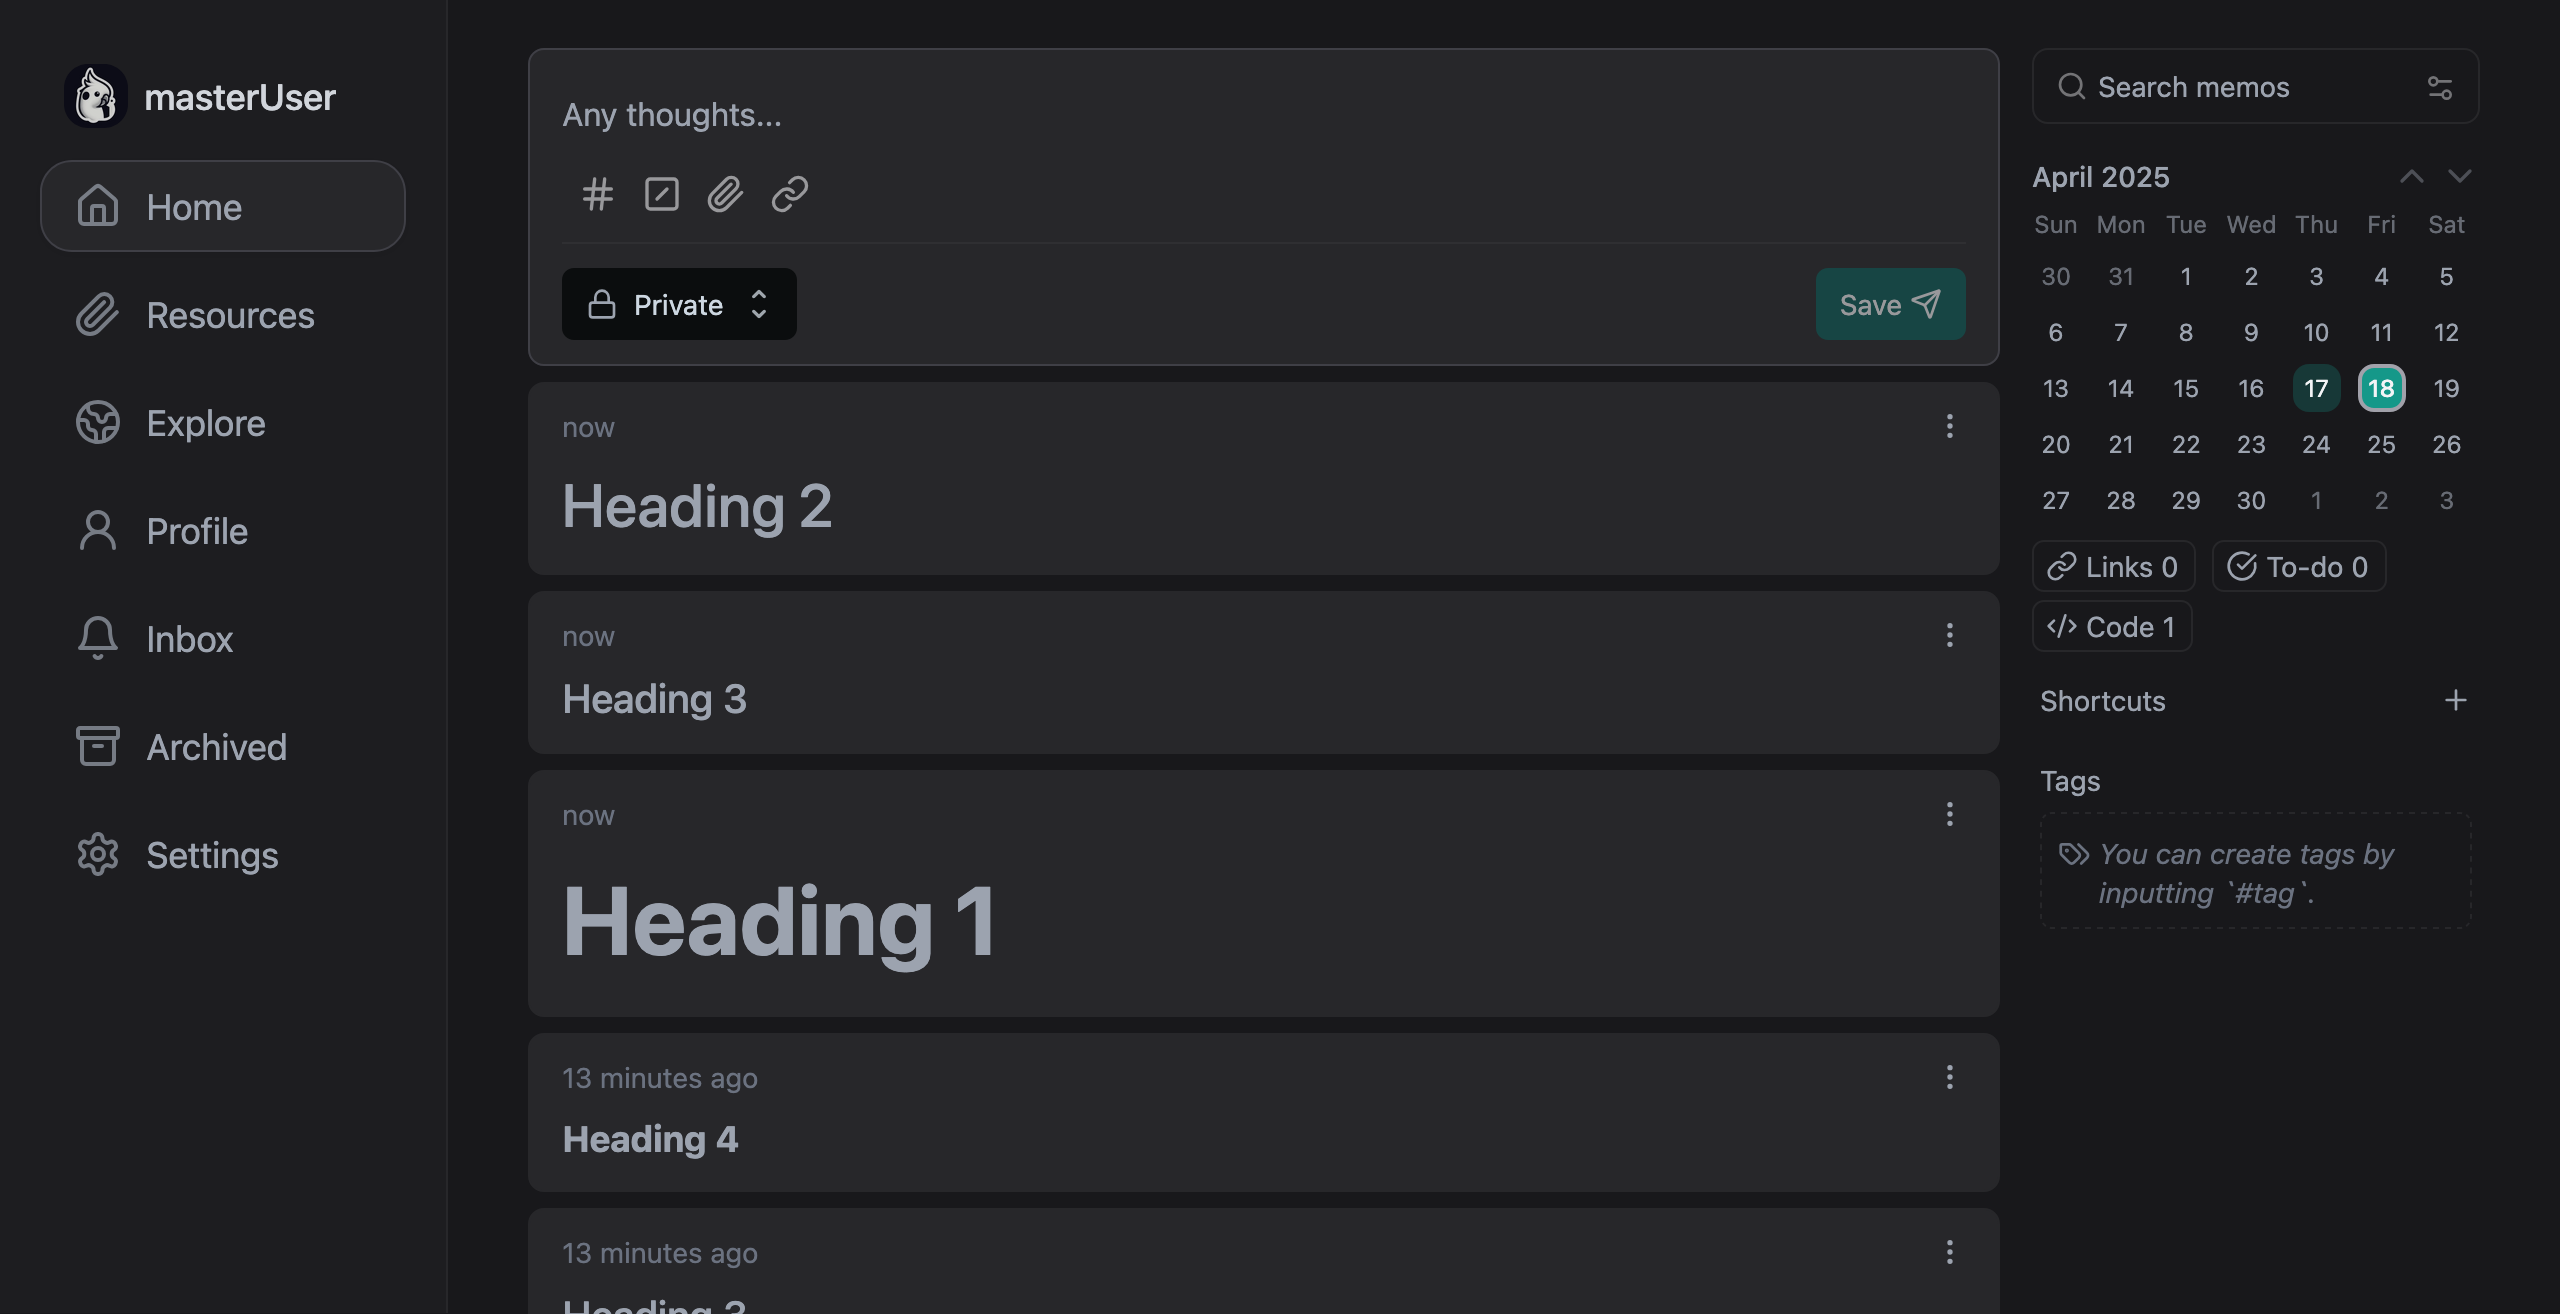 masterUser
Home
Resources
Explore
Profile
Inbox
Archived
Settings
Any thoughts...
Private
Save
now
Heading 2
now
Heading 3
now
Heading 1
13 minutes ago
Heading 4
13 minutes ago
Heading 3
Search memos
April 2025
Sun Mon Tue Wed Thu Fri Sat
30 31 1 2 3 4 5
6 7 8 9 10 11 12
13 14 15 16 17 18 19
20 21 22 23 24 25 26
27 28 29 30 1 2 3
Links 0 To-do 0
Code 1
Shortcuts
Tags
You can create tags by
inputting `#tag`.